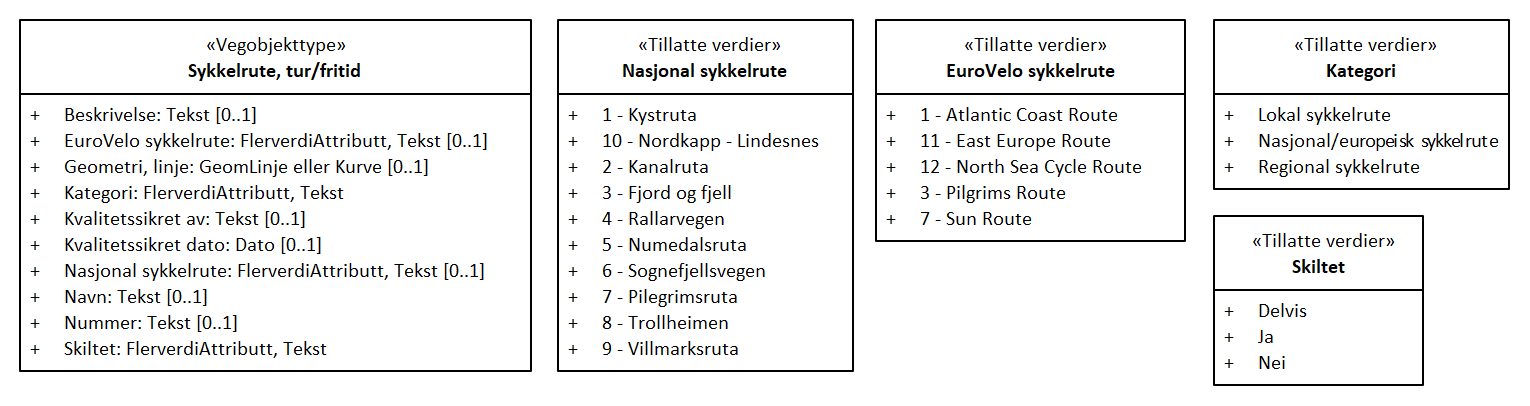 «Vegobjekttype»
Sykkelrute, tur/fritid
+ Beskrivelse: Tekst [0..1]
+ EuroVelo sykkelrute: FlerverdiAttributt, Tekst [0..1]
+ Geometri, linje: GeomLinje eller Kurve [0..1]
+ Kategori: FlerverdiAttributt, Tekst
+ Kvalitetssikret av: Tekst [0..1]
+ Kvalitetssikret dato: Dato [0..1]
+ Nasjonal sykkelrute: FlerverdiAttributt, Tekst [0..1]
+ Navn: Tekst [0..1]
+ Nummer: Tekst [0..1]
+ Skiltet: FlerverdiAttributt, Tekst
«Tillatte verdier»
Nasjonal sykkelrute
+ 1 - Kystruta
+ 10 - Nordkapp - Lindesnes
+ 2 - Kanalruta
+ 3 - Fjord og fjell
+ 4 - Rallarvegen
+ 5 - Numedalsruta
+ 6 - Sognefjellsvegen
+ 7 - Pilegrimsruta
+ 8 - Trollheimen
+ 9 - Villmarksruta
«Tillatte verdier»
EuroVelo sykkelrute
+ 1 - Atlantic Coast Route
+ 11 - East Europe Route
+ 12 - North Sea Cycle Route
+ 3 - Pilgrims Route
+ 7 - Sun Route
«Tillatte verdier»
Kategori
+ Lokal sykkelrute
+ Nasjonal/europeisk sykkelrute
+ Regional sykkelrute
«Tillatte verdier»
Skiltet
+ Delvis
+ Ja
+ Nei